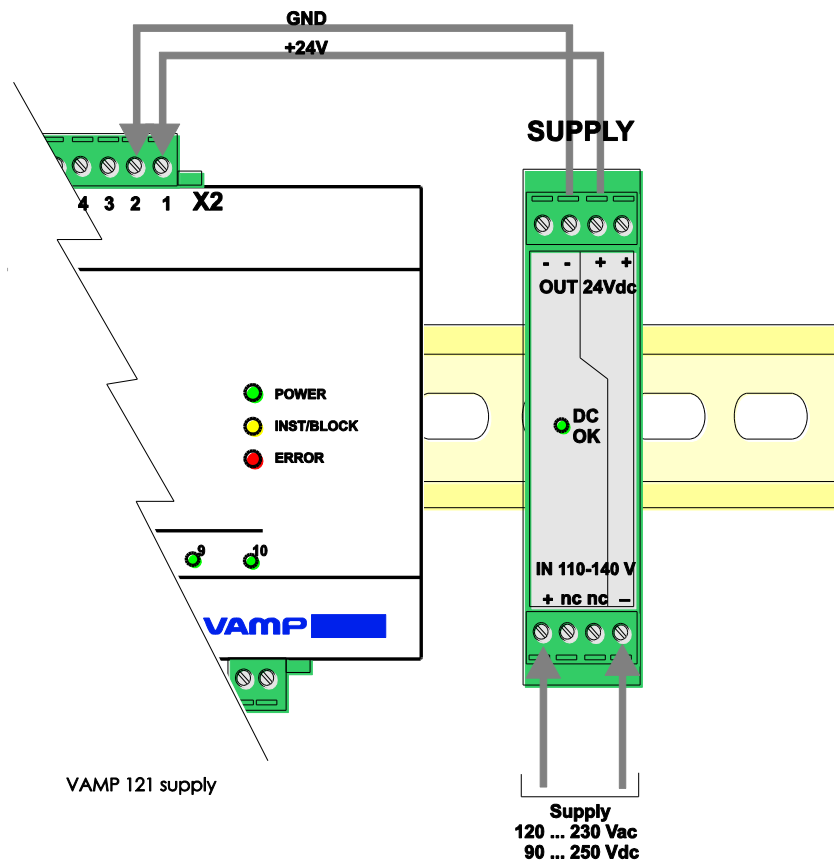 GND
+24V
SUPPLY
4 3 2 1 X2
- - + +
OUT 24Vdc
POWER
INST/BLOCK
ERROR
DC
OK
9 10
IN 110-140 V
+ nc nc –
VAMP
VAMP 121 supply
Supply
120 ... 230 Vac
90 ... 250 Vdc